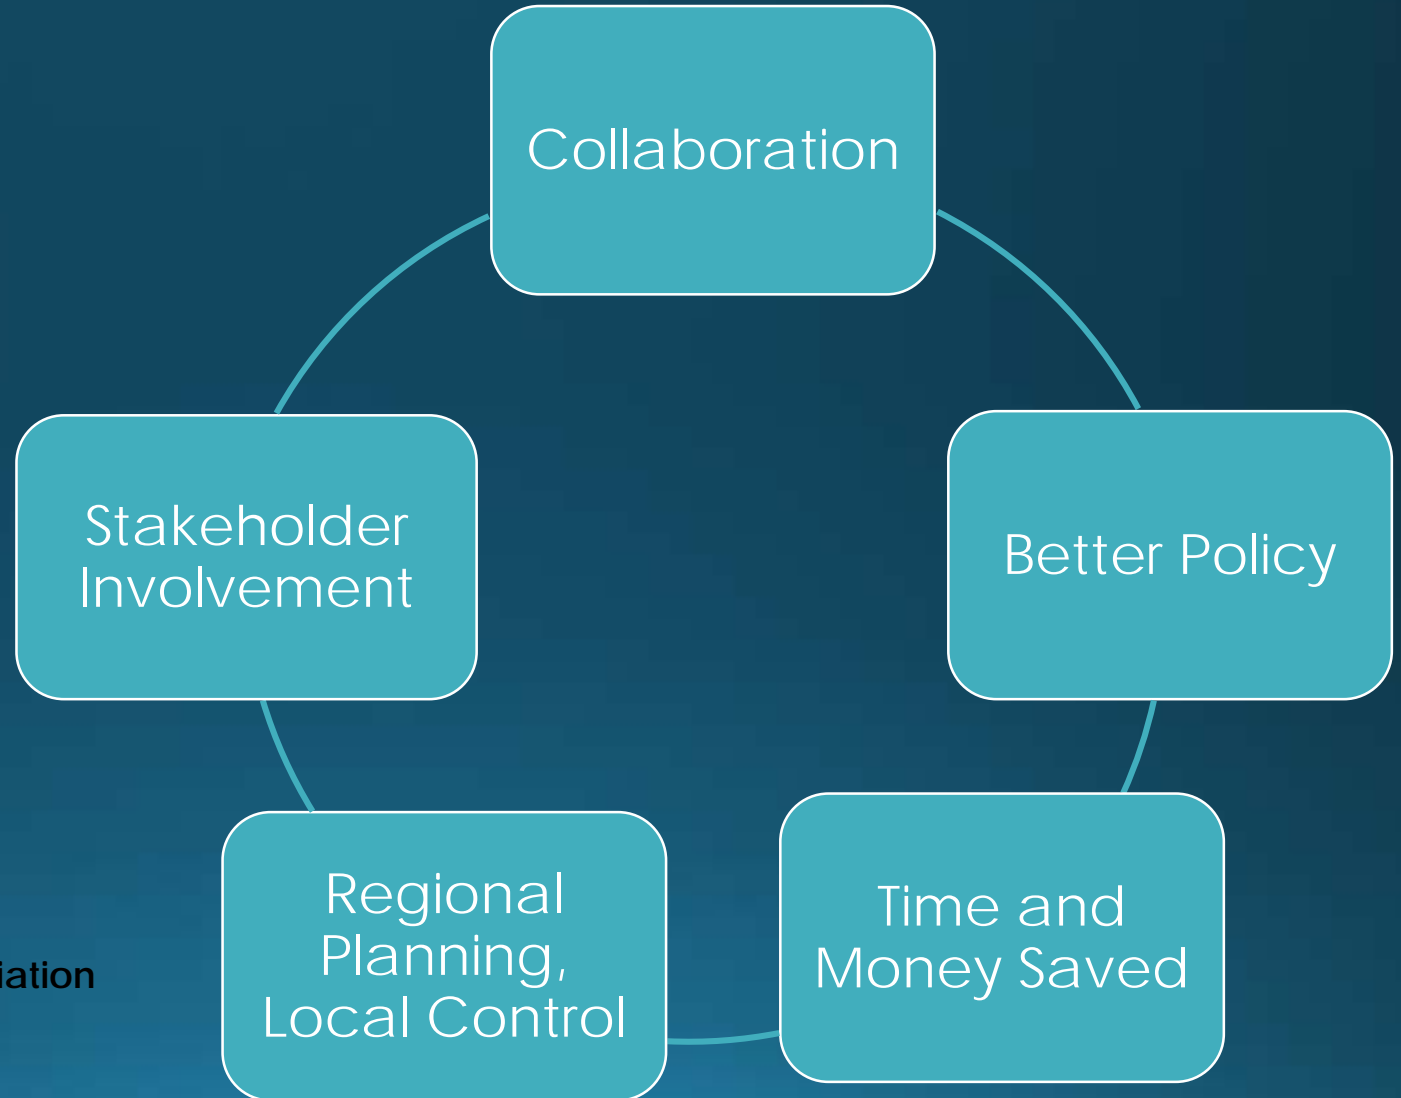 Collaboration
Stakeholder
Involvement
Better Policy
Regional
Planning,
Local Control
Time and
Money Saved
iation